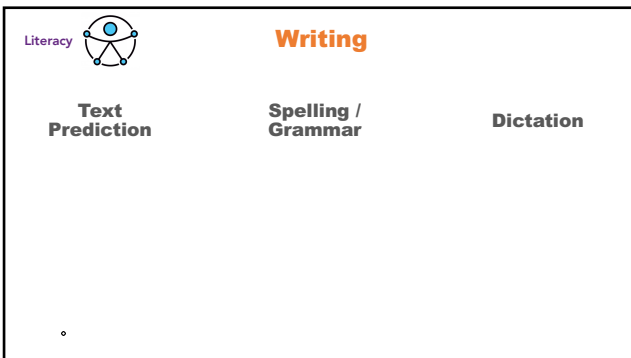 Literacy
Writing
Text
Prediction
Spelling /
Grammar
Dictation